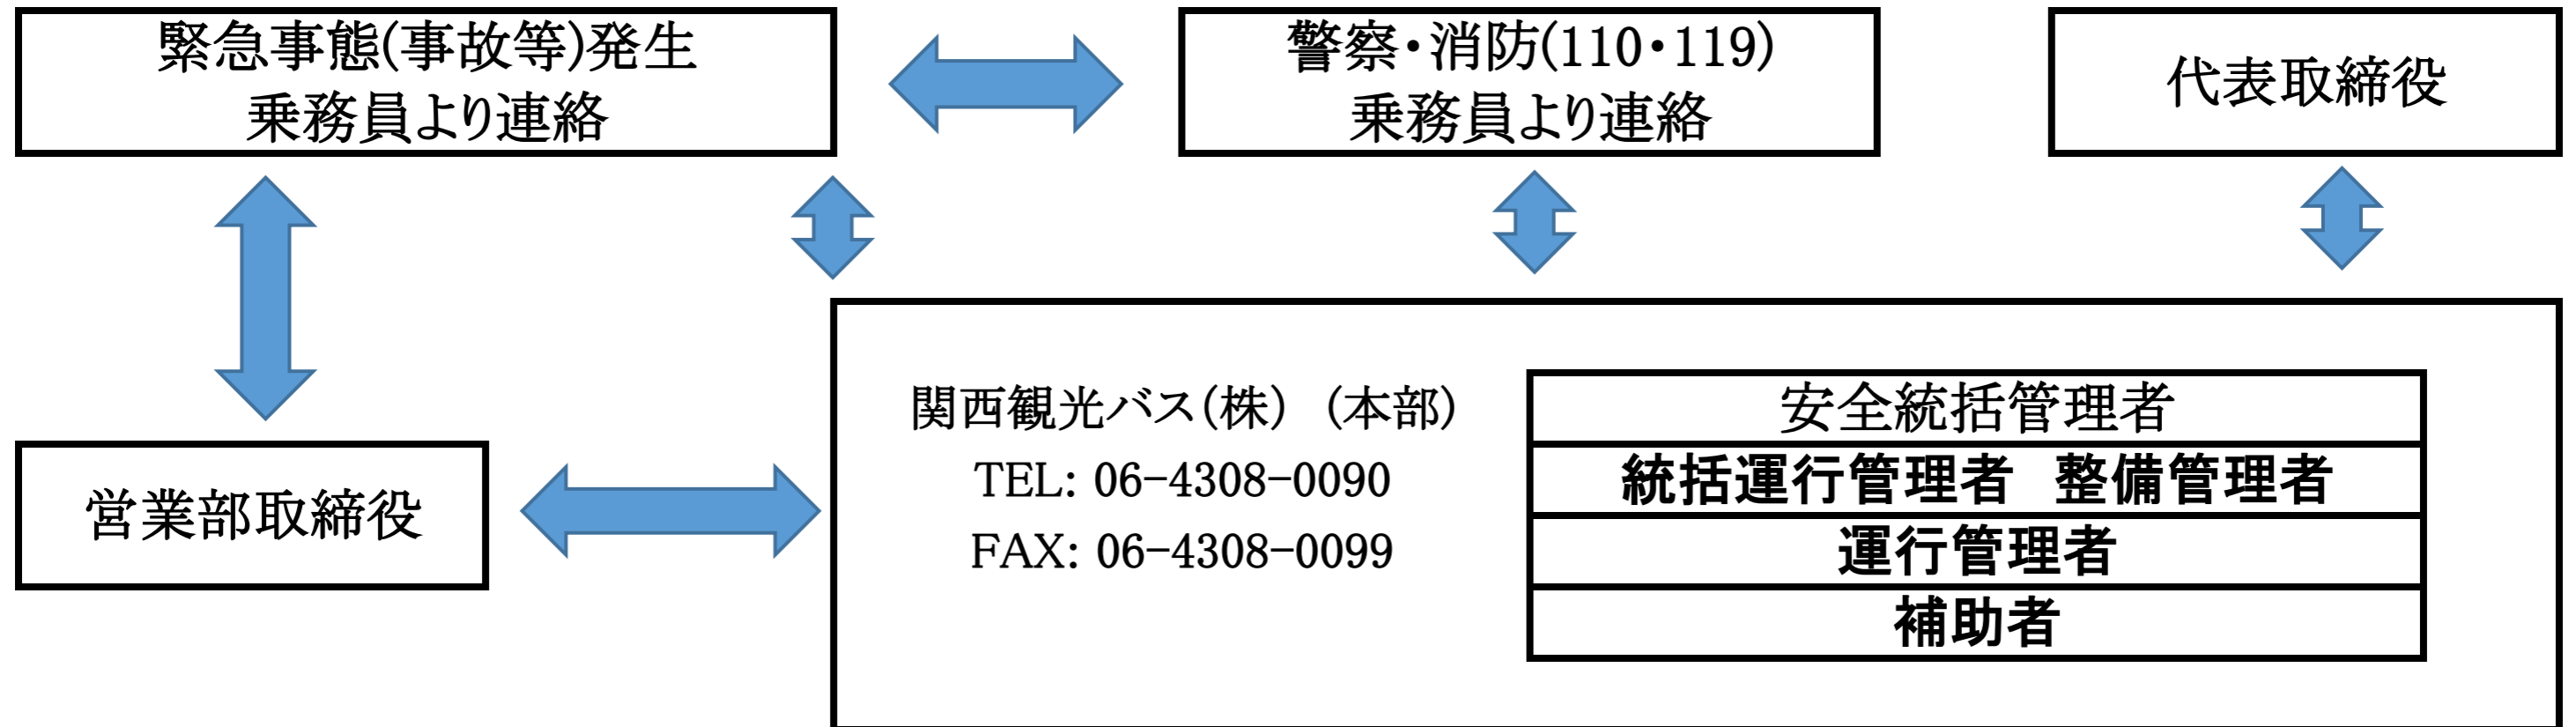 緊急事態(事故等)発生
乗務員より連絡
警察・消防(110・119)
乗務員より連絡
代表取締役
営業部取締役
関西観光バス(株) (本部)
TEL: 06-4308-0090
FAX: 06-4308-0099
安全統括管理者
統括運行管理者 整備管理者
運行管理者
補助者